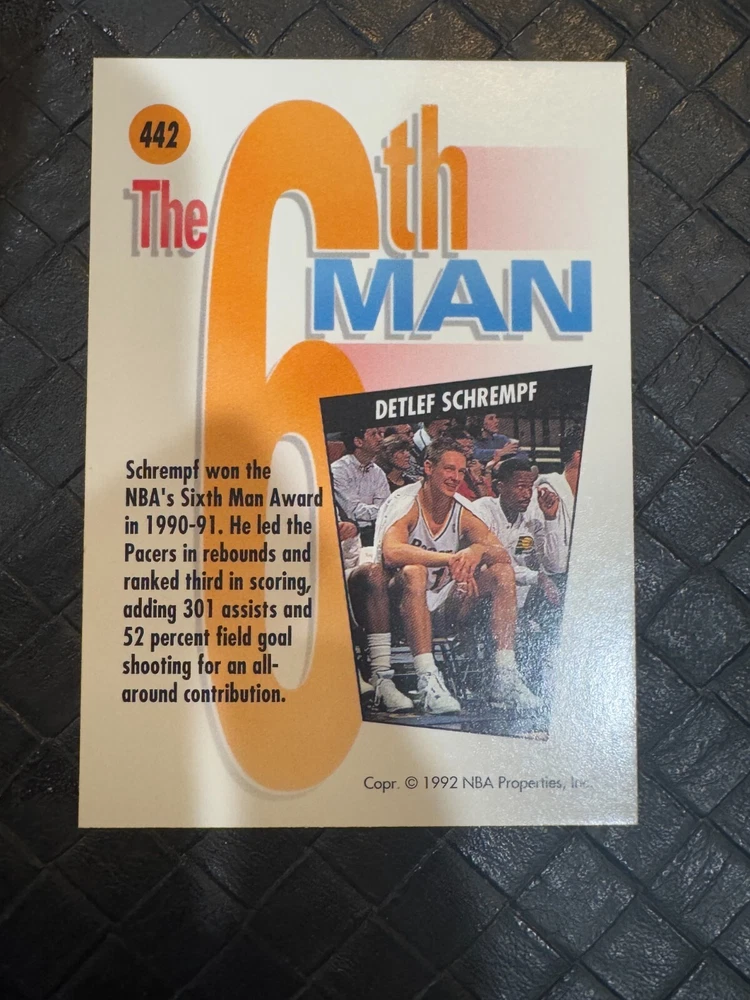 442
The 6th
MAN
DETLEF SCHREMPF
Schrempf won the
NBA's Sixth Man Award
in 1990-91. He led the
Pacers in rebounds and
ranked third in scoring,
adding 301 assists and
52 percent field goal
shooting for an all-
around contribution.
Copr. © 1992 NBA Properties, Inc.